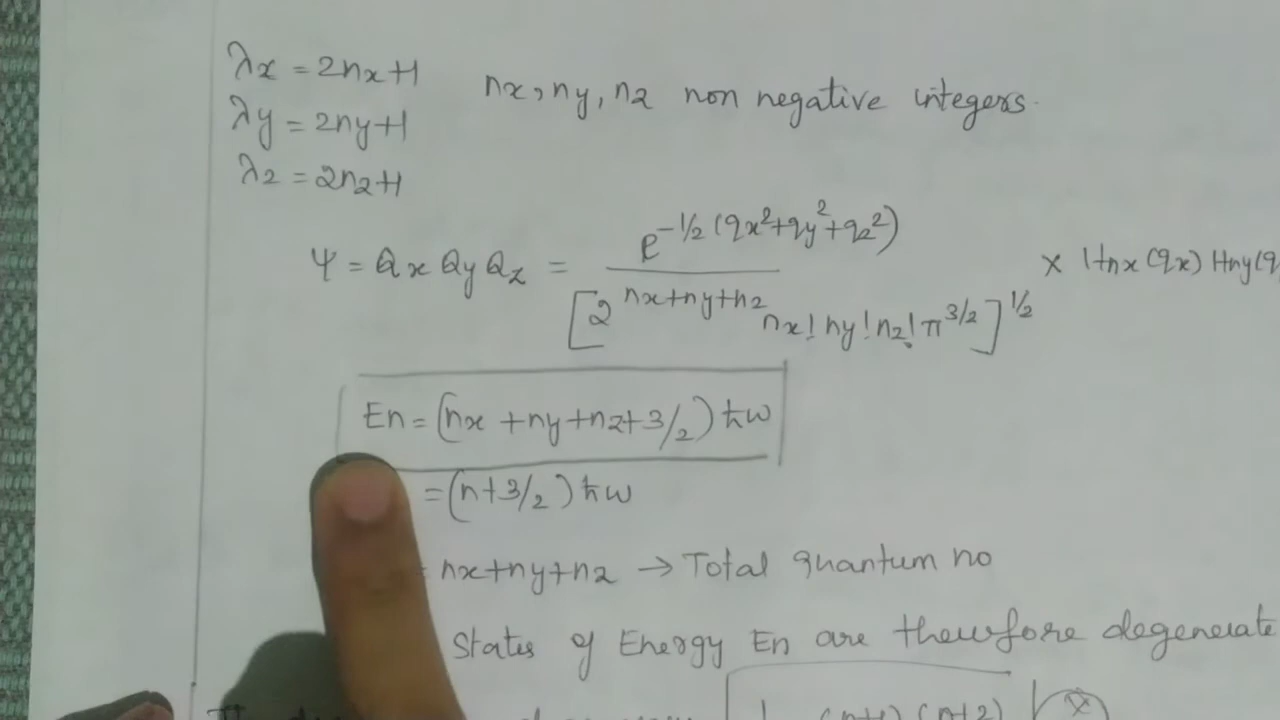 λx = 2nx+1
nx, ny, nz non negative integers.
λy = 2ny+1
λz = 2nz+1
ψ = Qx Qy Qz = e^{-1/2 (qx²+qy²+qz²)} / [2^{nx+ny+nz} nx! ny! nz! π^{3/2}]^{1/2} × Hnx (qx) Hny (q
En = (nx + ny + nz + 3/2) ħω
= (n+3/2) ħω
nx+ny+nz → Total quantum no
States of Energy En are therefore degenerate
(n+1) (n+2)